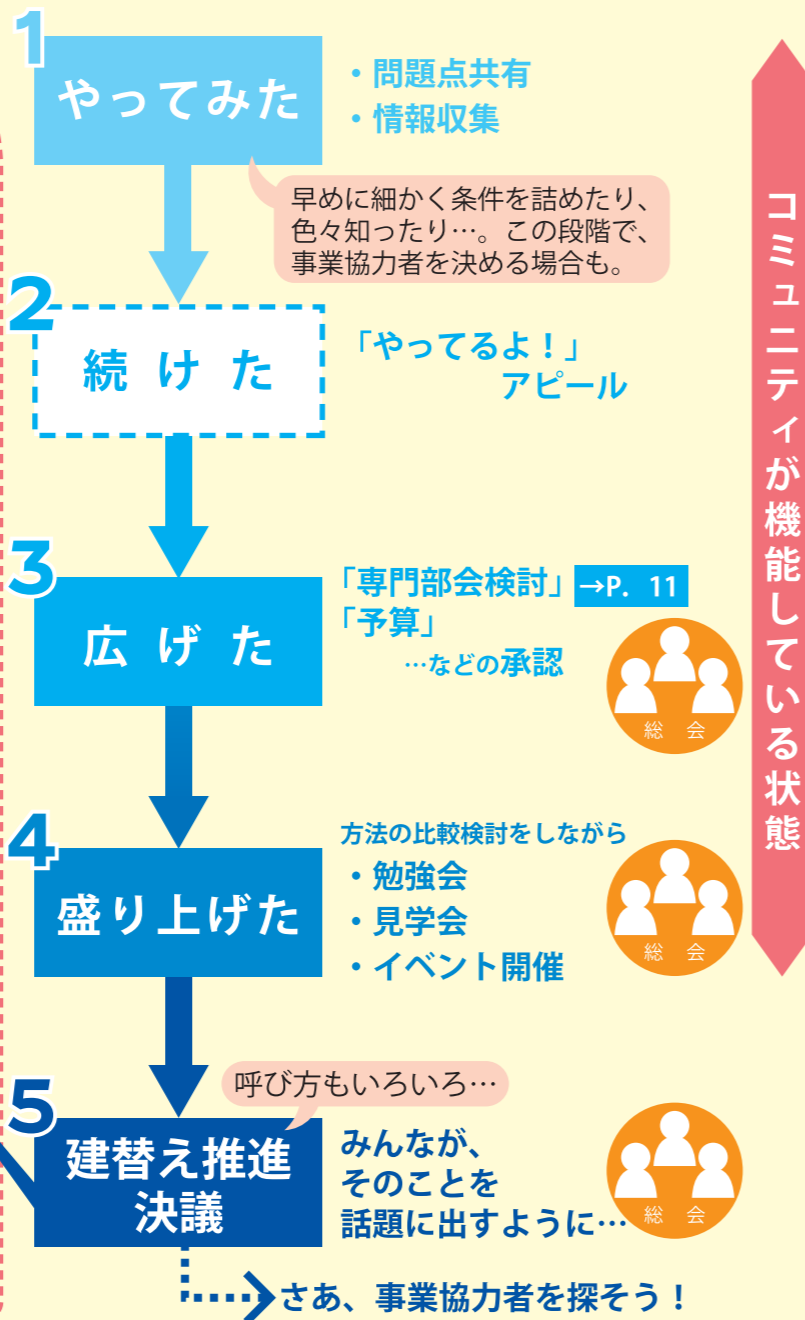 1
やってみた
・問題点共有
・情報収集
早めに細かく条件を詰めたり、
色々知ったり…。この段階で、
事業協力者を決める場合も。
2
続けた
「やってるよ！」
アピール
3
広げた
「専門部会検討」 →P. 11
「予算」
…などの承認
総会
4
盛り上げた
方法の比較検討をしながら
・勉強会
・見学会
・イベント開催
総会
5
呼び方もいろいろ…
建替え推進
決議
みんなが、
そのことを
話題に出すように…
総会
さあ、事業協力者を探そう！
コミュニティが機能している状態